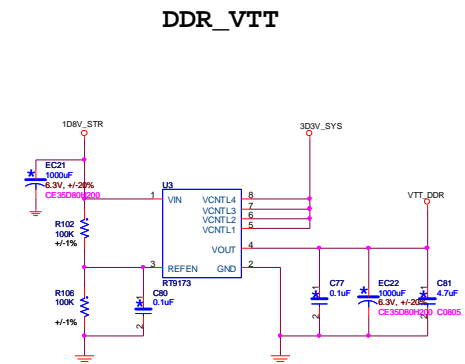 DDR_VTT
1D8V_STR
3D3V_SYS
EC21
1000uF
6.3V, +/-20%
CE35D80H200
U3
1 VIN VCNTL4 8
VCNTL3 7
VCNTL2 6
VCNTL1 5
VTT_DDR
R102
100K
+/-1%
VOUT 4
3 REFEN GND 2
RT9173
R106
100K
+/-1%
C80
0.1uF
1
2
C77
0.1uF
1
2
EC22
1000uF
6.3V, +/-20%
CE35D80H200
C81
4.7uF
C0805
1
2